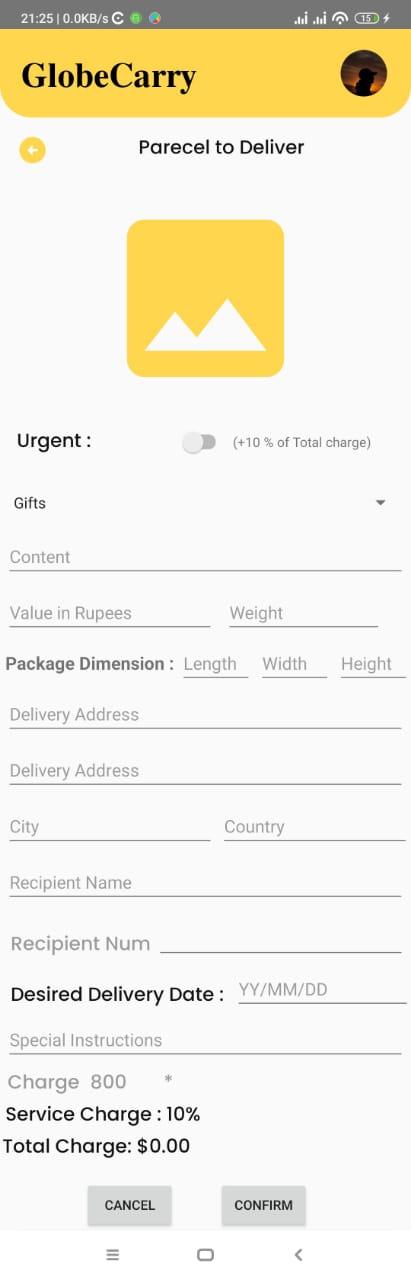 21:25 | 0.0KB/s
15
GlobeCarry
Parecel to Deliver
Urgent : (+10 % of Total charge)
Gifts
Content
Value in Rupees Weight
Package Dimension : Length Width Height
Delivery Address
Delivery Address
City Country
Recipient Name
Recipient Num
Desired Delivery Date : YY/MM/DD
Special Instructions
Charge 800 *
Service Charge : 10%
Total Charge: $0.00
CANCEL CONFIRM